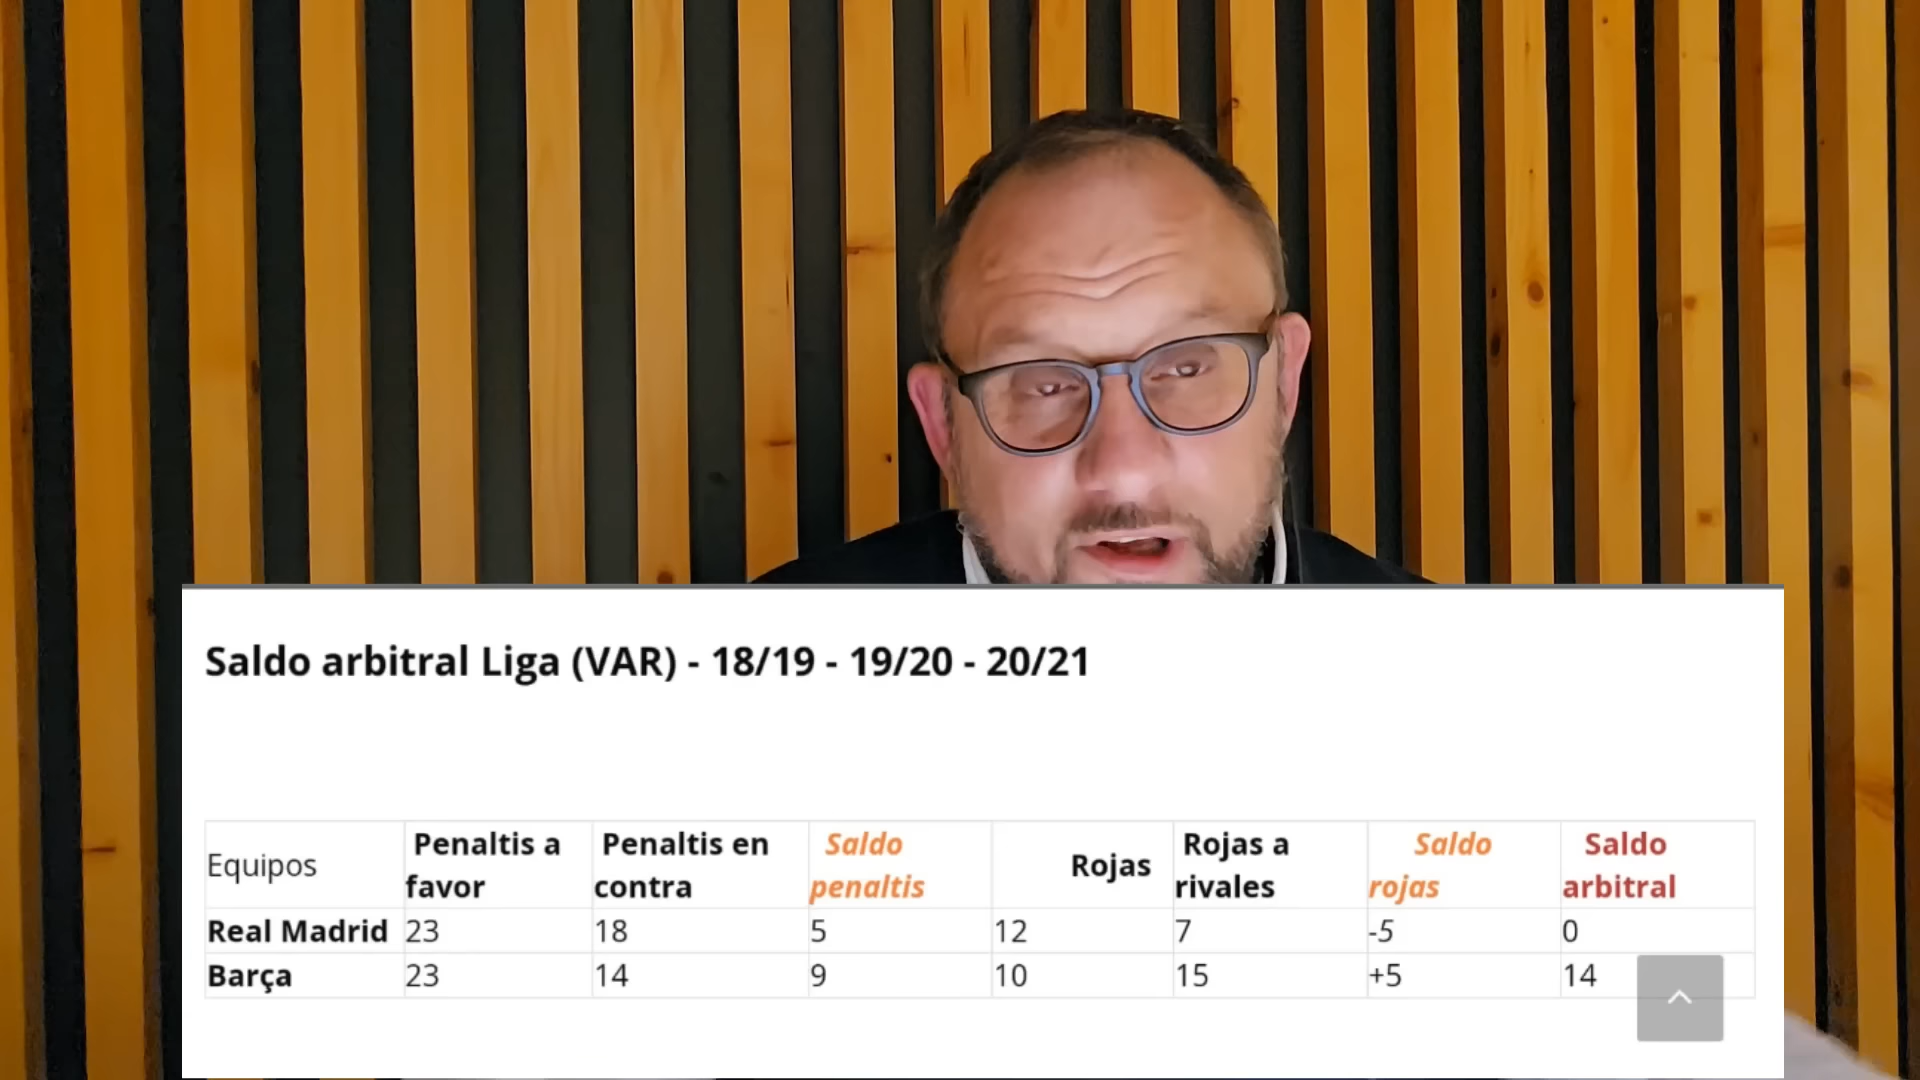 Saldo arbitral Liga (VAR) - 18/19 - 19/20 - 20/21
Equipos Penaltis a favor Penaltis en contra Saldo penaltis Rojas Rojas a rivales Saldo rojas Saldo arbitral
Real Madrid 23 18 5 12 7 -5 0
Barça 23 14 9 10 15 +5 14